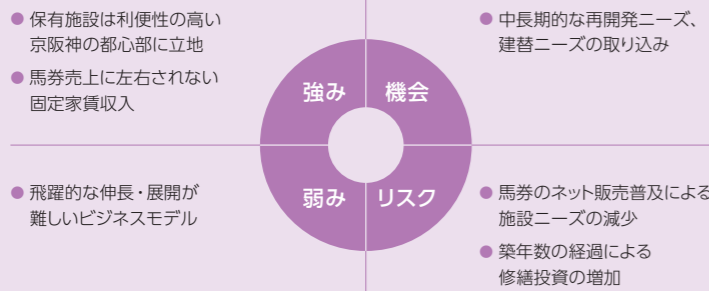 ● 保有施設は利便性の高い
京阪神の都心部に立地
● 馬券売上に左右されない
固定家賃収入
● 中長期的な再開発ニーズ、
建替ニーズの取り込み
強み
機会
弱み
リスク
● 飛躍的な伸長・展開が
難しいビジネスモデル
● 馬券のネット販売普及による
施設ニーズの減少
● 築年数の経過による
修繕投資の増加